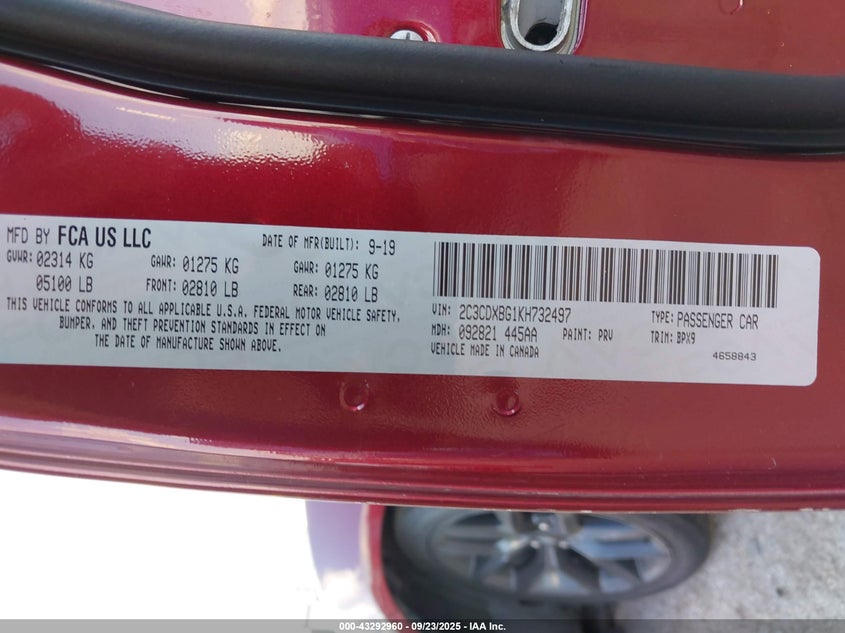 MFD BY FCA US LLC
DATE OF MFR(BUILT): 9-19
GVWR: 02314 KG GAWR: 01275 KG GAWR: 01275 KG
05100 LB FRONT: 02810 LB REAR: 02810 LB
THIS VEHICLE CONFORMS TO ALL APPLICABLE U.S.A. FEDERAL MOTOR VEHICLE SAFETY,
BUMPER, AND THEFT PREVENTION STANDARDS IN EFFECT ON
THE DATE OF MANUFACTURE SHOWN ABOVE.
VIN: 2C3CDXBG1KH732497 TYPE: PASSENGER CAR
MDH: 092821 445AA PAINT: PRV TRIM: BPX9
VEHICLE MADE IN CANADA 4658843
000-43292960 - 09/23/2025 - IAA Inc.